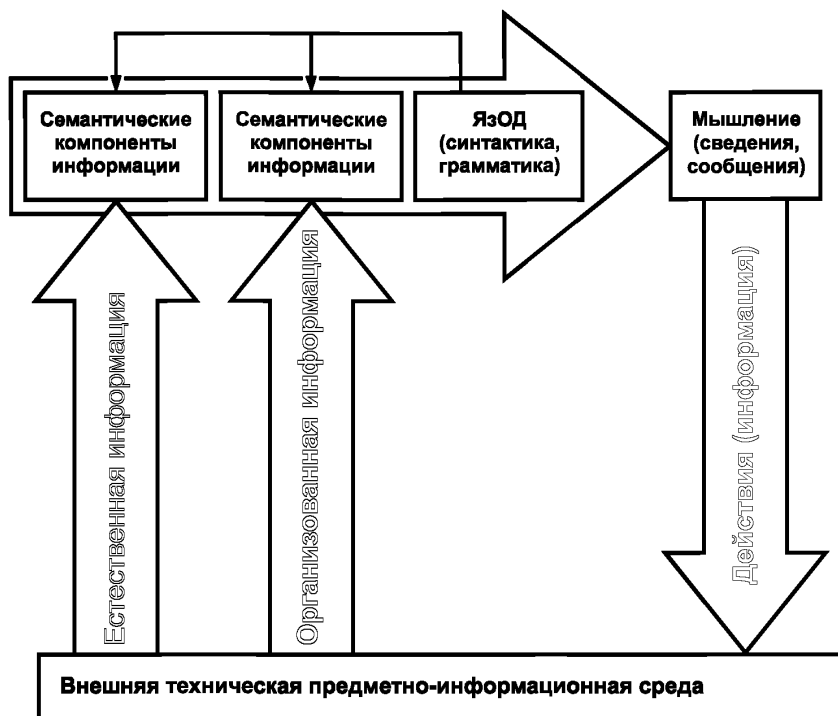 Семантические
компоненты
информации
Семантические
компоненты
информации
ЯзОД
(синтактика,
грамматика)
Мышление
(сведения,
сообщения)
Естественная информация
Организованная информация
Действия (информация)
Внешняя техническая предметно-информационная среда